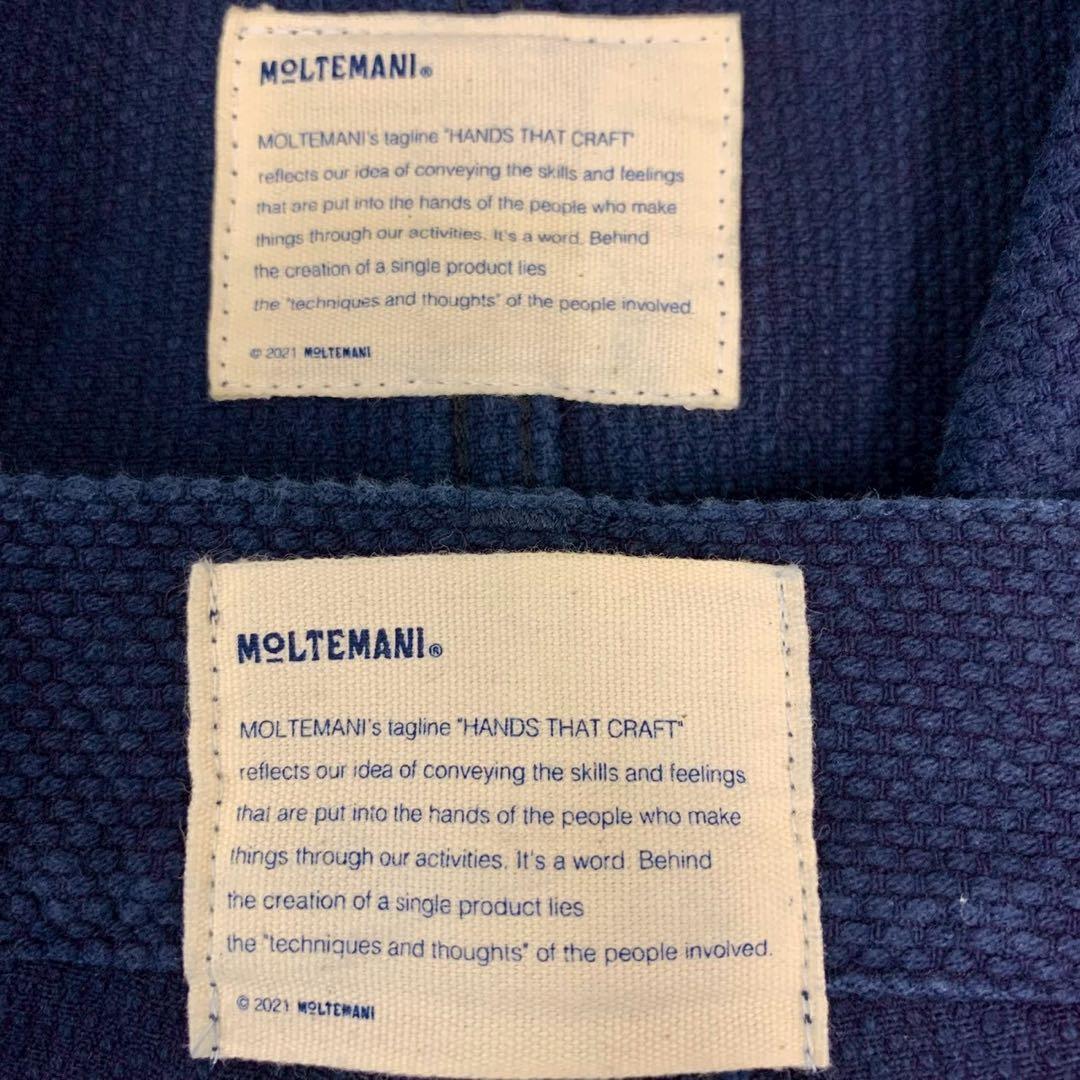 MOLTEMANI®
MOLTEMANI's tagline "HANDS THAT CRAFT"
reflects our idea of conveying the skills and feelings
that are put into the hands of the people who make
things through our activities. It's a word. Behind
the creation of a single product lies
the "techniques and thoughts" of the people involved.
© 2021 MOLTEMANI
MOLTEMANI®
MOLTEMANI's tagline "HANDS THAT CRAFT"
reflects our idea of conveying the skills and feelings
that are put into the hands of the people who make
things through our activities. It's a word. Behind
the creation of a single product lies
the "techniques and thoughts" of the people involved.
© 2021 MOLTEMANI